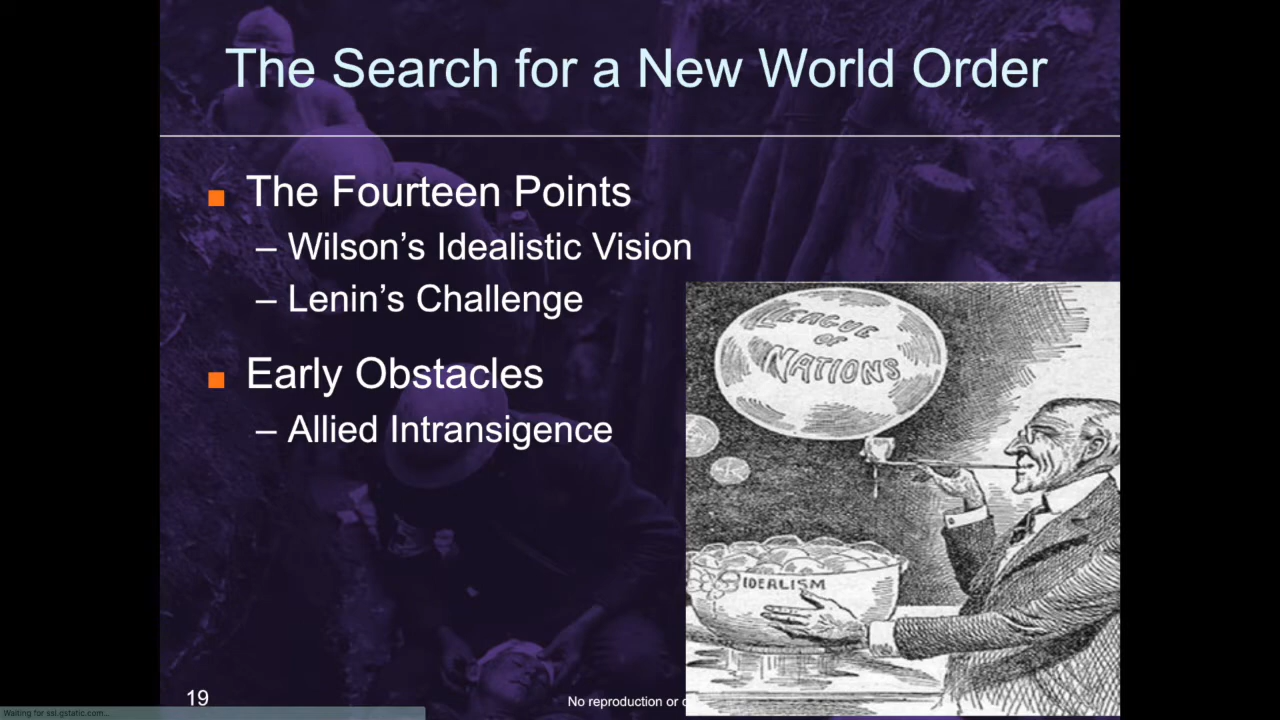 The Search for a New World Order
■ The Fourteen Points
– Wilson’s Idealistic Vision
– Lenin’s Challenge
■ Early Obstacles
– Allied Intransigence
LEAGUE
OF
NATIONS
IDEALISM
19
No reproduction or
Waiting for ssl.gstatic.com...